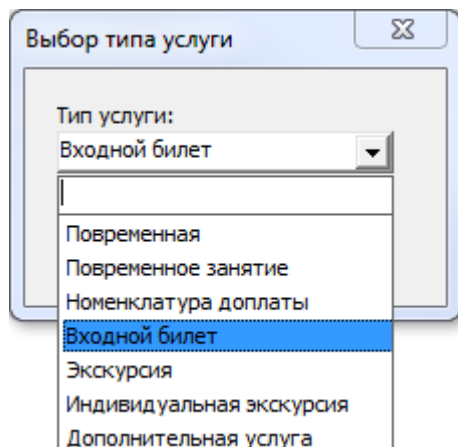 Выбор типа услуги
Тип услуги:
Входной билет
Повременная
Повременное занятие
Номенклатура доплаты
Входной билет
Экскурсия
Индивидуальная экскурсия
Дополнительная услуга